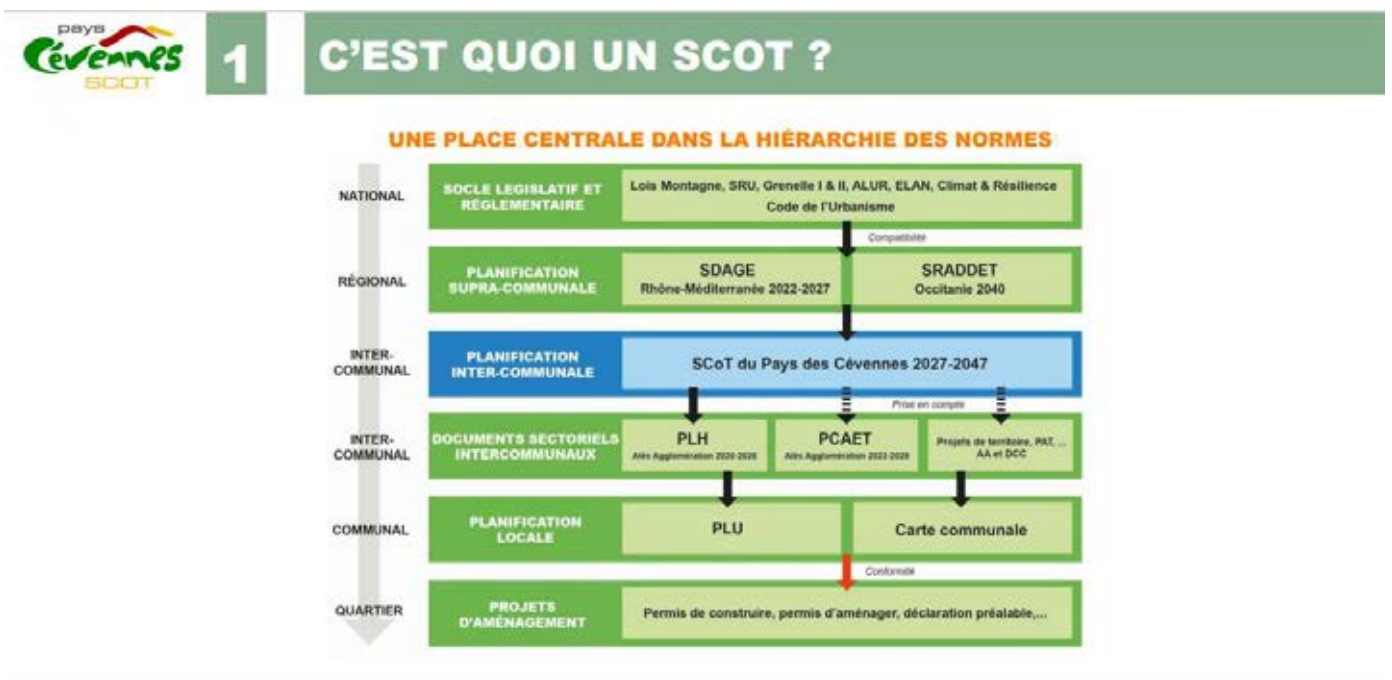 pays
Cévennes
SCOT
1
C'EST QUOI UN SCOT ?
UNE PLACE CENTRALE DANS LA HIÉRARCHIE DES NORMES
NATIONAL
SOCLE LEGISLATIF ET
RÉGLEMENTAIRE
Lois Montagne, SRU, Grenelle I & II, ALUR, ELAN, Climat & Résilience
Code de l'Urbanisme
Compatibilité
RÉGIONAL
PLANIFICATION
SUPRA-COMMUNALE
SDAGE
Rhône-Méditerranée 2022-2027
SRADDET
Occitanie 2040
INTER-
COMMUNAL
PLANIFICATION
INTER-COMMUNALE
SCoT du Pays des Cévennes 2027-2047
Prise en compte
INTER-
COMMUNAL
DOCUMENTS SECTORIELS
INTERCOMMUNAUX
PLH
Alès Agglomération
PCAET
Alès Agglomération
Projets de territoire, PAT, ...
AA et DCC
COMMUNAL
PLANIFICATION
LOCALE
PLU
Carte communale
Conformité
QUARTIER
PROJETS
D'AMÉNAGEMENT
Permis de construire, permis d'aménager, déclaration préalable,...